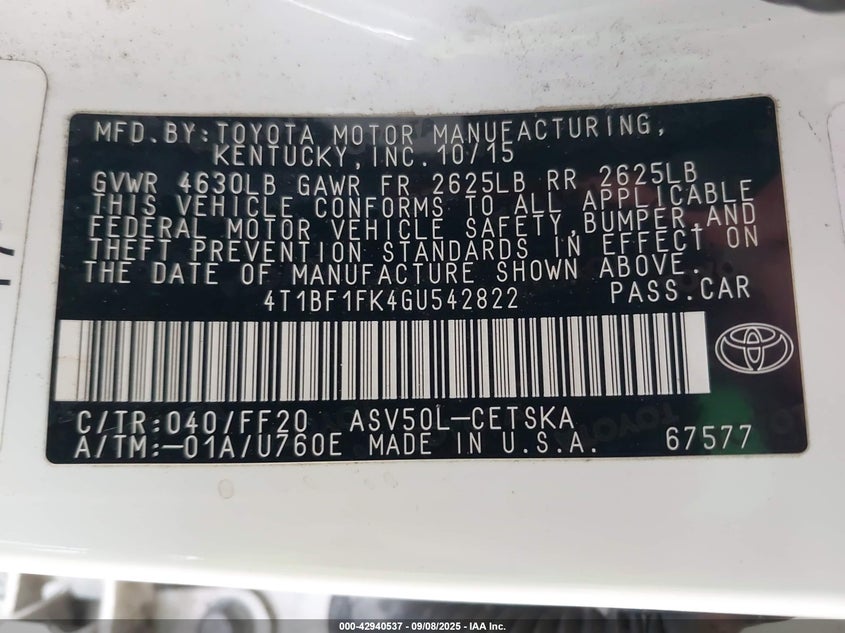 MFD.BY:TOYOTA MOTOR MANUFACTURING,
KENTUCKY,INC.10/15
GVWR 4630LB GAWR FR 2625LB RR 2625LB
THIS VEHICLE CONFORMS TO ALL APPLICABLE
FEDERAL MOTOR VEHICLE SAFETY,BUMPER,AND
THEFT PREVENTION STANDARDS IN EFFECT ON
THE DATE OF MANUFACTURE SHOWN ABOVE.
4T1BF1FK4GU542822 PASS.CAR
C/TR:040/FF20 ASV50L-CETSKA
A/TM:-01A/U760E MADE IN U.S.A. 67577
000-42940537 - 09/08/2025 - IAA Inc.